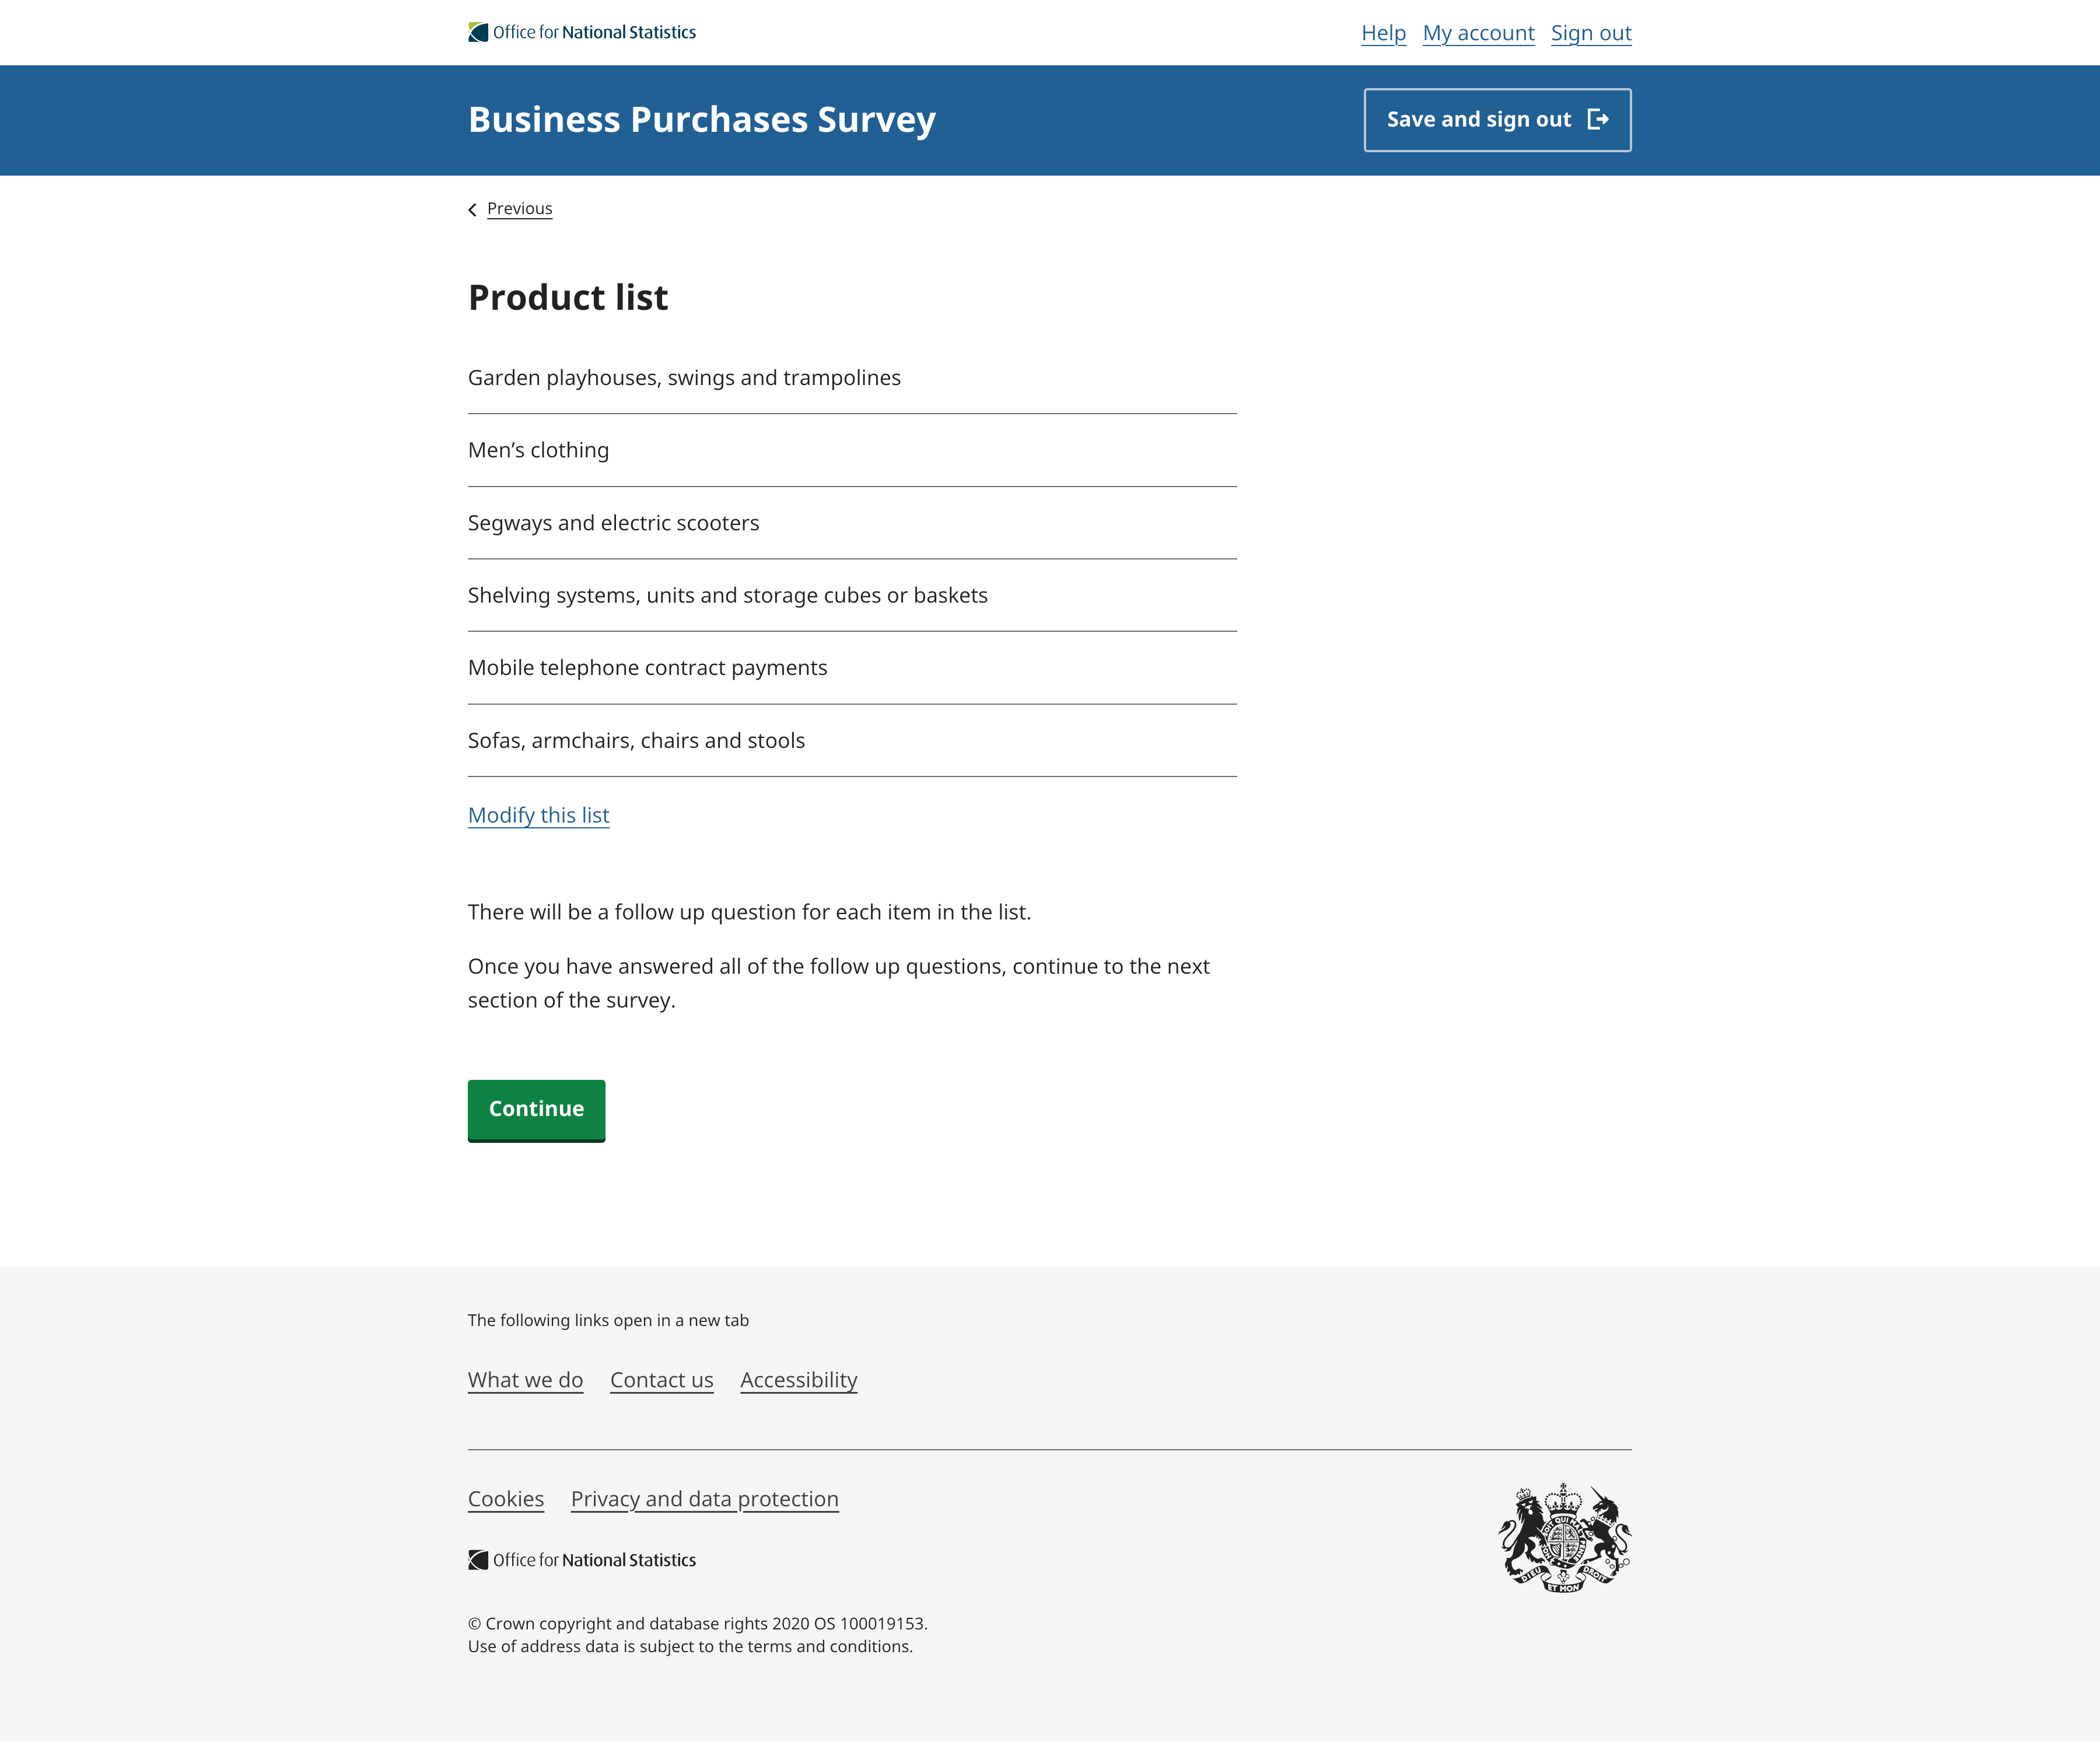 Office for National Statistics
Help My account Sign out
Business Purchases Survey
Save and sign out
Previous
Product list
Garden playhouses, swings and trampolines
Men’s clothing
Segways and electric scooters
Shelving systems, units and storage cubes or baskets
Mobile telephone contract payments
Sofas, armchairs, chairs and stools
Modify this list
There will be a follow up question for each item in the list.
Once you have answered all of the follow up questions, continue to the next
section of the survey.
Continue
The following links open in a new tab
What we do Contact us Accessibility
Cookies Privacy and data protection
Office for National Statistics
DIEU ET MON DROIT
© Crown copyright and database rights 2020 OS 100019153.
Use of address data is subject to the terms and conditions.